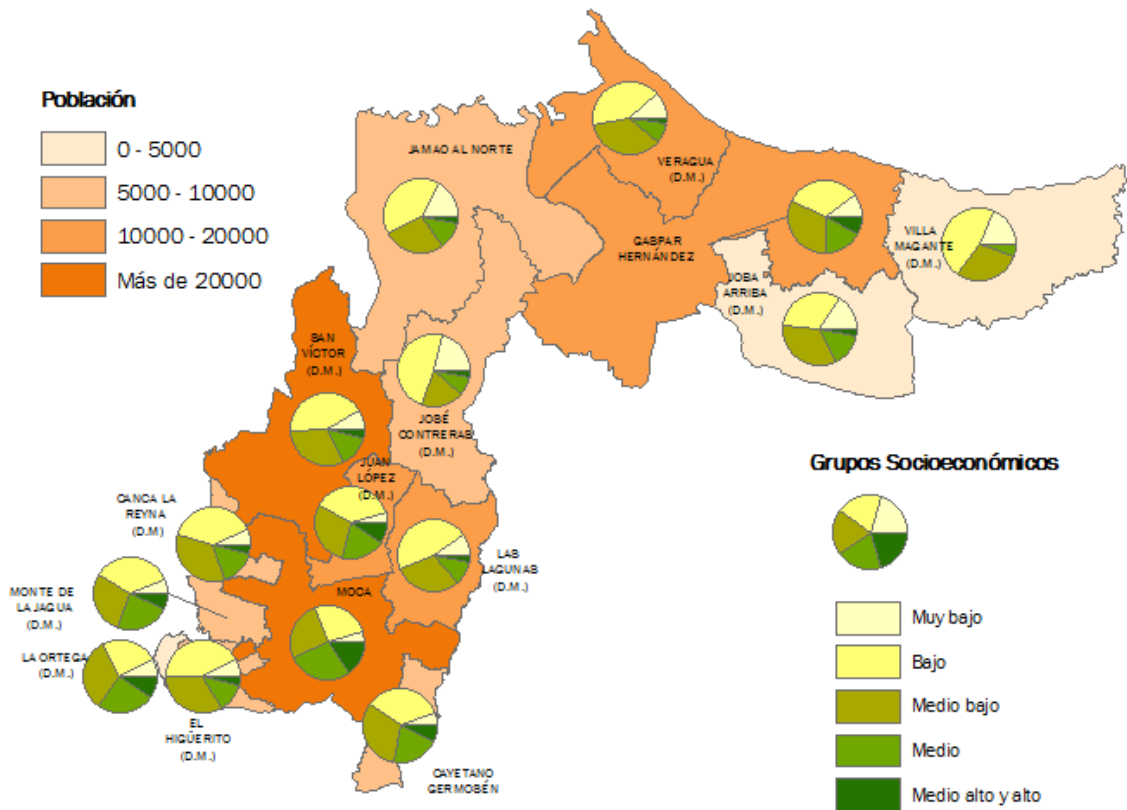 Población
0 - 5000
5000 - 10000
10000 - 20000
Más de 20000
JAMAO AL NORTE
VERAGUA
(D.M.)
GASPAR
HERNÁNDEZ
VILLA
MAGANTE
(D.M.)
JOBA
ARRIBA
(D.M.)
SAN
VÍCTOR
(D.M.)
JOSÉ
CONTRERAS
(D.M.)
JUAN
LÓPEZ
(D.M.)
CANCA LA
REYNA
(D.M)
LAS
LAGUNAS
(D.M.)
MONTE DE
LA JAGUA
(D.M.)
MOCA
LA ORTEGA
(D.M.)
EL
HIGÜERITO
(D.M.)
CAYETANO
GERMOSÉN
Grupos Socioeconómicos
Muy bajo
Bajo
Medio bajo
Medio
Medio alto y alto